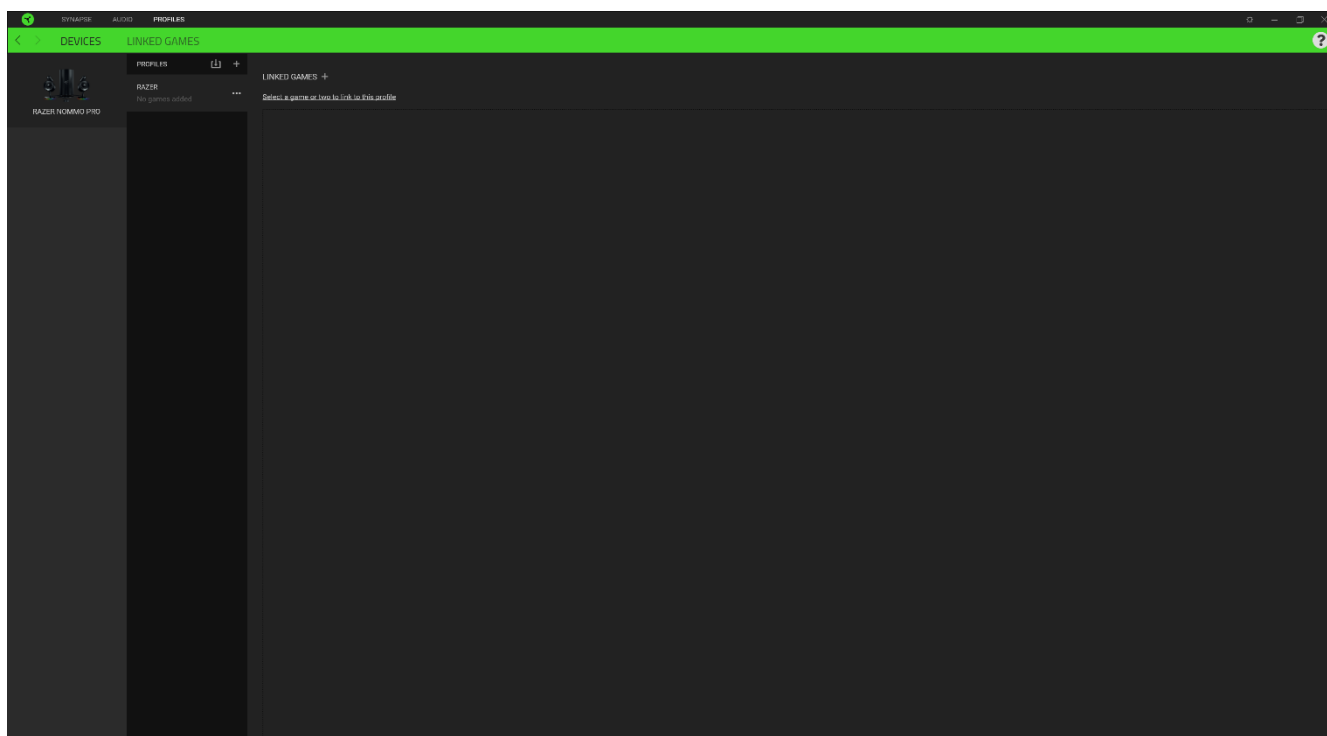 SYNAPSE AUDIO PROFILES
DEVICES LINKED GAMES
?
RAZER NOMMO PRO
PROFILES
RAZER
No games added
LINKED GAMES +
Select a game or two to link to this profile